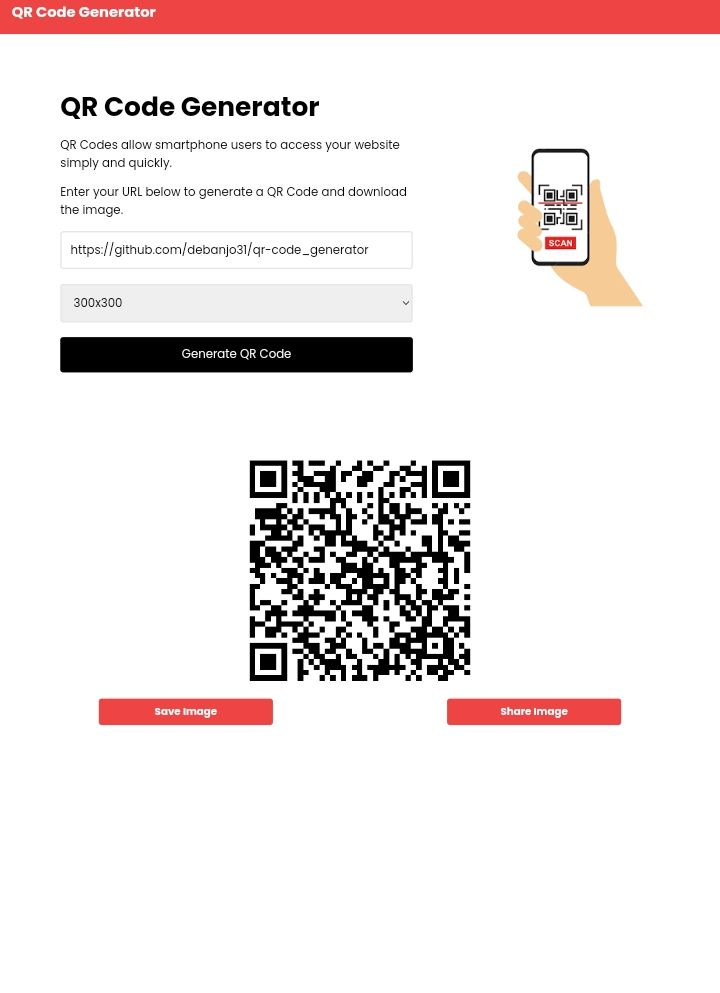 QR Code Generator
QR Code Generator
QR Codes allow smartphone users to access your website
simply and quickly.
Enter your URL below to generate a QR Code and download
the image.
https://github.com/debanjo31/qr-code_generator
300x300
Generate QR Code
SCAN
Save Image
Share Image